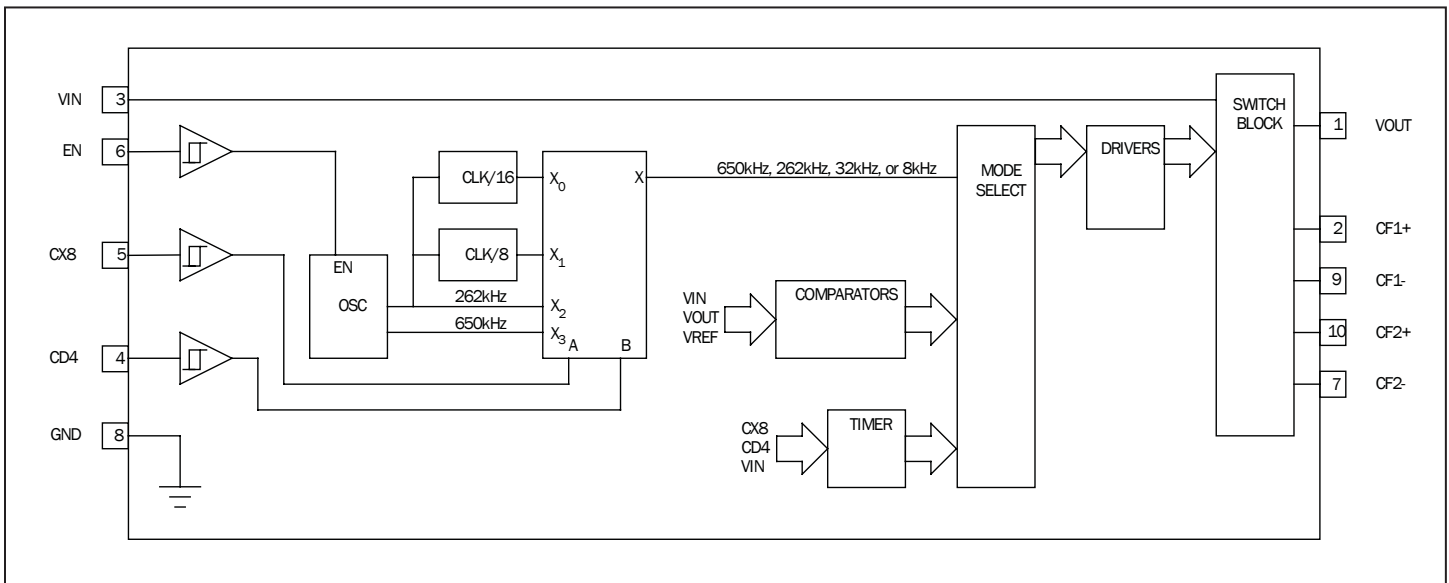 VIN 3
EN 6
CX8 5
CD4 4
GND 8
EN
OSC
CLK/16
CLK/8
262kHz
650kHz
X0
X1
X2
X3
A B
X
650kHz, 262kHz, 32kHz, or 8kHz
VIN
VOUT
VREF
COMPARATORS
CX8
CD4
VIN
TIMER
MODE
SELECT
DRIVERS
SWITCH
BLOCK
1 VOUT
2 CF1+
9 CF1-
10 CF2+
7 CF2-